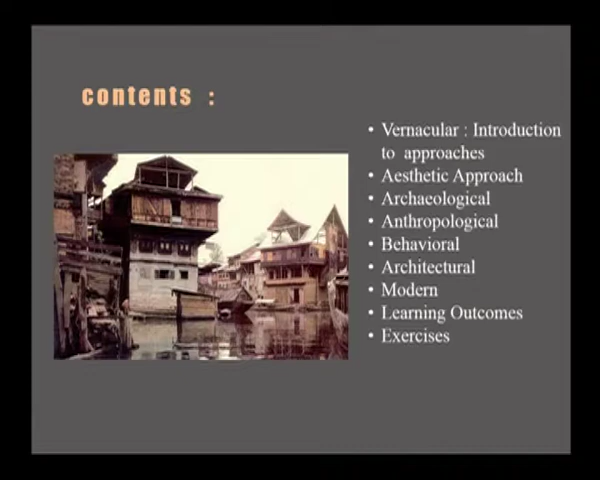 contents :
• Vernacular : Introduction
to approaches
• Aesthetic Approach
• Archaeological
• Anthropological
• Behavioral
• Architectural
• Modern
• Learning Outcomes
• Exercises